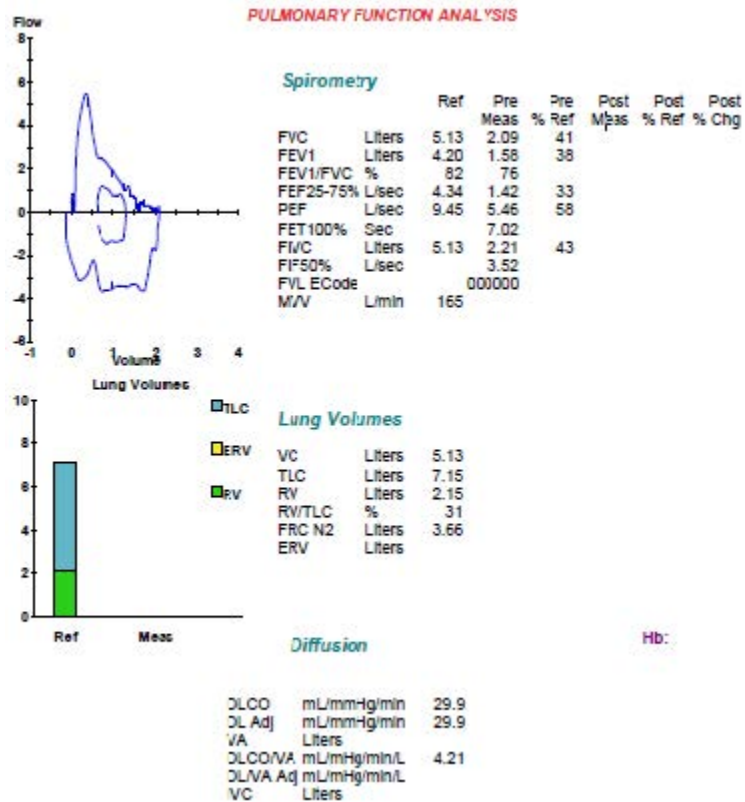 PULMONARY FUNCTION ANALYSIS
Flow
8
6
4
2
0
-2
-4
-6
-1 0 1 2 3 4
Volume
Spirometry
Ref Pre Pre Post Post Post
Meas % Ref Meas % Ref % Chg
FVC Liters 5.13 2.09 41
FEV1 Liters 4.20 1.58 38
FEV1/FVC % 82 76
FEF25-75% L/sec 4.34 1.42 33
PEF L/sec 9.45 5.46 58
FET100% Sec 7.02
FIVC Liters 5.13 2.21 43
FIF50% L/sec 3.52
FVL ECode 000000
MVV L/min 165
Lung Volumes
10
8
6
4
2
0
TLC
ERV
RV
Ref Meas
Lung Volumes
VC Liters 5.13
TLC Liters 7.15
RV Liters 2.15
RV/TLC % 31
FRC N2 Liters 3.66
ERV Liters
Diffusion Hb:
DLCO mL/mmHg/min 29.9
DL Adj mL/mmHg/min 29.9
VA Liters
DLCO/VA mL/mHg/min/L 4.21
DL/VA Adj mL/mHg/min/L
IVC Liters